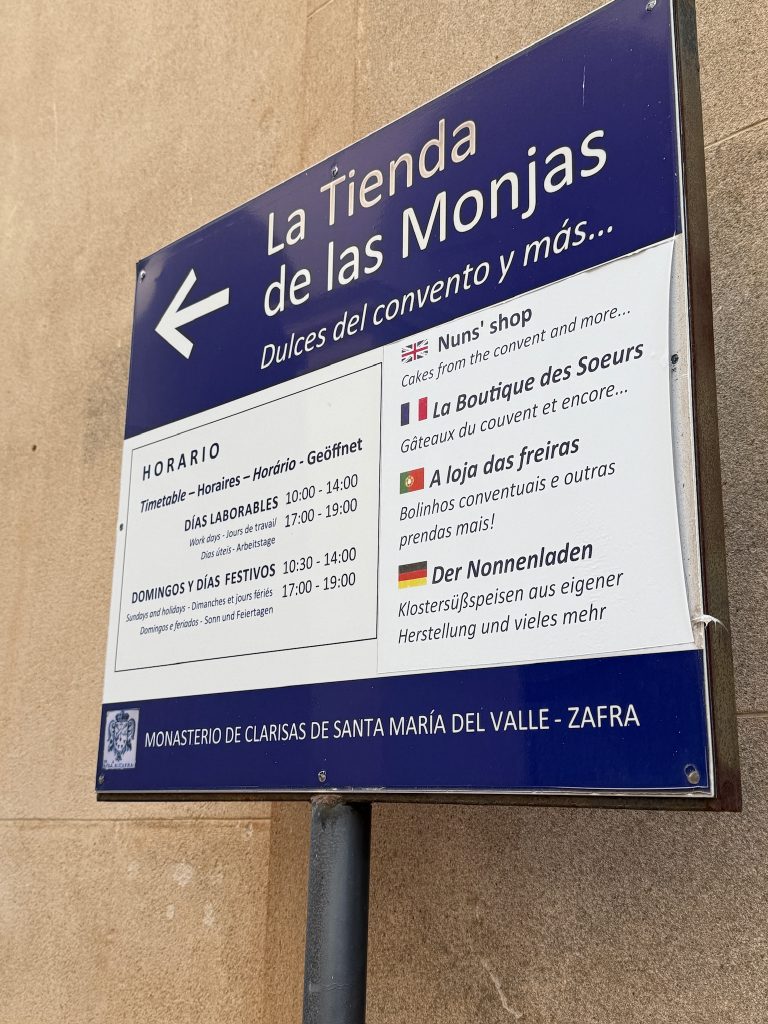 La Tienda
de las Monjas
Dulces del convento y más...
HORARIO
Timetable – Horaires – Horário - Geöffnet
DÍAS LABORABLES 10:00 - 14:00
Work days - Jours de travail 17:00 - 19:00
Dias úteis - Arbeitstage
DOMINGOS Y DÍAS FESTIVOS 10:30 - 14:00
Sundays and holidays - Dimanches et jours fériés 17:00 - 19:00
Domingos e feriados - Sonn und Feiertagen
Nuns' shop
Cakes from the convent and more...
La Boutique des Soeurs
Gâteaux du couvent et encore...
A loja das freiras
Bolinhos conventuais e outras
prendas mais!
Der Nonnenladen
Klostersüßspeisen aus eigener
Herstellung und vieles mehr
MONASTERIO DE CLARISAS DE SANTA MARÍA DEL VALLE - ZAFRA